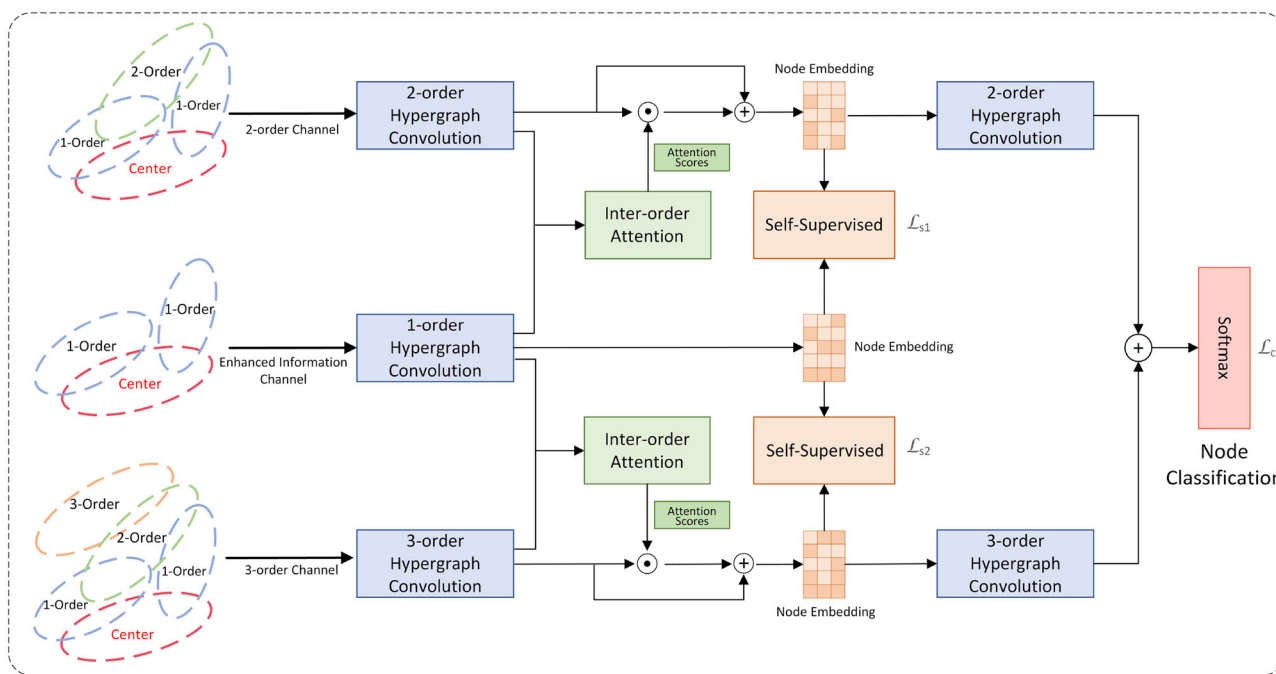 2-Order
1-Order
1-Order
Center
2-order Channel
2-order
Hypergraph
Convolution
Attention
Scores
Inter-order
Attention
Node Embedding
Self-Supervised
ℒs1
2-order
Hypergraph
Convolution
1-Order
1-Order
Center
Enhanced Information
Channel
1-order
Hypergraph
Convolution
Node Embedding
3-Order
2-Order
1-Order
1-Order
Center
3-order Channel
3-order
Hypergraph
Convolution
Inter-order
Attention
Attention
Scores
Self-Supervised
ℒs2
Node Embedding
3-order
Hypergraph
Convolution
Softmax
ℒc
Node
Classification